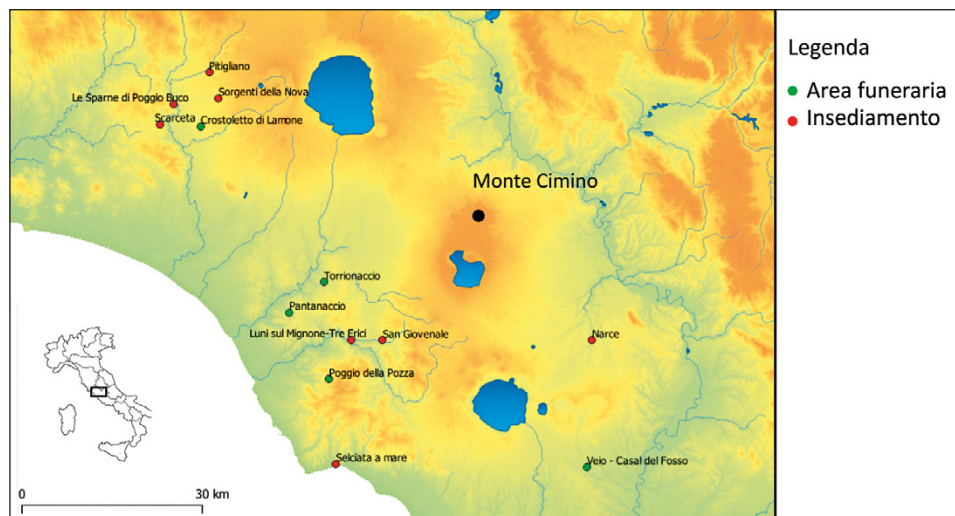 Pitigliano
Sorgenti della Nova
Le Sparne di Poggio Buco
Scarceta
Crostoletto di Lamone
Monte Cimino
Torrionaccio
Pantanaccio
Luni sul Mignone-Tre Erici
San Giovenale
Narce
Poggio della Pozza
Selciata a mare
Veio - Casal del Fosso
0
30 km
Legenda
Area funeraria
Insediamento